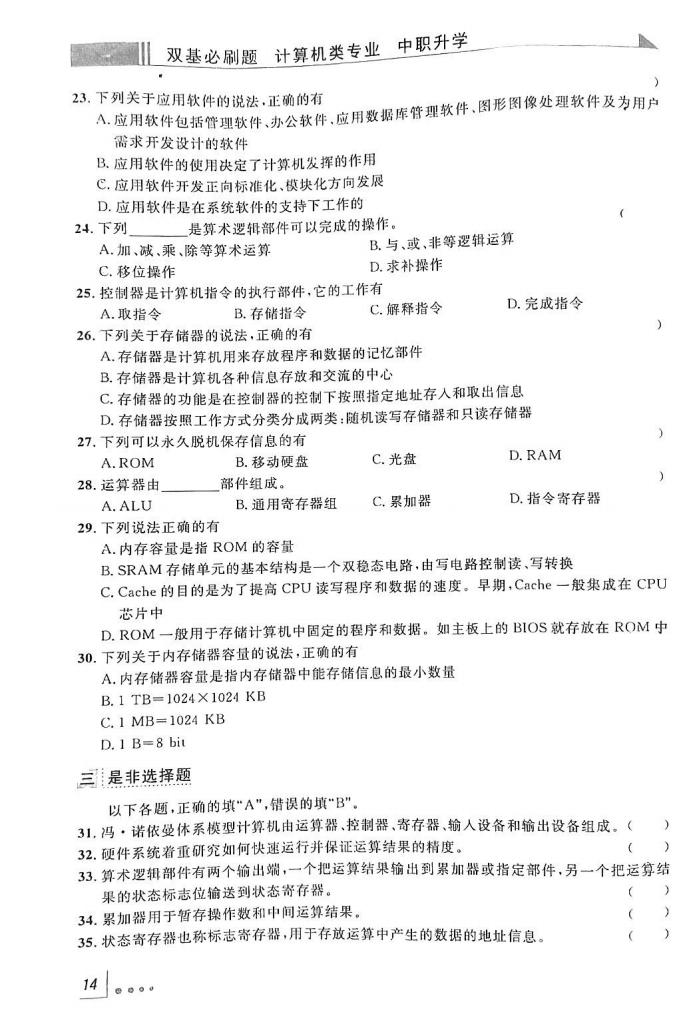 双基必刷题 计算机类专业 中职升学
23. 下列关于应用软件的说法,正确的有 )
A. 应用软件包括管理软件、办公软件、应用数据库管理软件、图形图像处理软件及为用户
需求开发设计的软件
B. 应用软件的使用决定了计算机发挥的作用
C. 应用软件开发正向标准化、模块化方向发展
D. 应用软件是在系统软件的支持下工作的
24. 下列________是算术逻辑部件可以完成的操作。 (
A. 加、减、乘、除等算术运算 B. 与、或、非等逻辑运算
C. 移位操作 D. 求补操作
25. 控制器是计算机指令的执行部件,它的工作有
A. 取指令 B. 存储指令 C. 解释指令 D. 完成指令
26. 下列关于存储器的说法,正确的有 )
A. 存储器是计算机用来存放程序和数据的记忆部件
B. 存储器是计算机各种信息存放和交流的中心
C. 存储器的功能是在控制器的控制下按照指定地址存入和取出信息
D. 存储器按照工作方式分类分成两类:随机读写存储器和只读存储器
27. 下列可以永久脱机保存信息的有 )
A. ROM B. 移动硬盘 C. 光盘 D. RAM
28. 运算器由________部件组成。 )
A. ALU B. 通用寄存器组 C. 累加器 D. 指令寄存器
29. 下列说法正确的有
A. 内存容量是指 ROM 的容量
B. SRAM 存储单元的基本结构是一个双稳态电路,由写电路控制读、写转换
C. Cache 的目的是为了提高 CPU 读写程序和数据的速度。早期,Cache 一般集成在 CPU
芯片中
D. ROM 一般用于存储计算机中固定的程序和数据。如主板上的 BIOS 就存放在 ROM 中
30. 下列关于内存储器容量的说法,正确的有
A. 内存储器容量是指内存储器中能存储信息的最小数量
B. 1 TB=1024×1024 KB
C. 1 MB=1024 KB
D. 1 B=8 bit
三 是非选择题
以下各题,正确的填“A”,错误的填“B”。
31. 冯·诺依曼体系模型计算机由运算器、控制器、寄存器、输入设备和输出设备组成。( )
32. 硬件系统着重研究如何快速运行并保证运算结果的精度。 ( )
33. 算术逻辑部件有两个输出端,一个把运算结果输出到累加器或指定部件,另一个把运算结
果的状态标志位输送到状态寄存器。 ( )
34. 累加器用于暂存操作数和中间运算结果。 ( )
35. 状态寄存器也称标志寄存器,用于存放运算中产生的数据的地址信息。 ( )
14